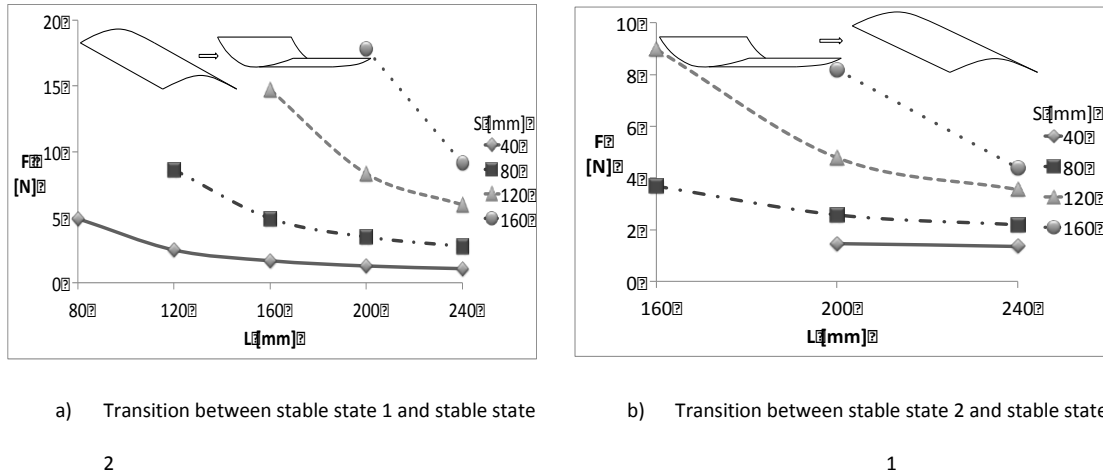 20
15
10
5
0
F
[N]
80
120
160
200
240
L [mm]
S [mm]
40
80
120
160
10
8
6
4
2
0
F
[N]
160
200
240
L [mm]
S [mm]
40
80
120
160
a) Transition between stable state 1 and stable state
2
b) Transition between stable state 2 and stable state
1